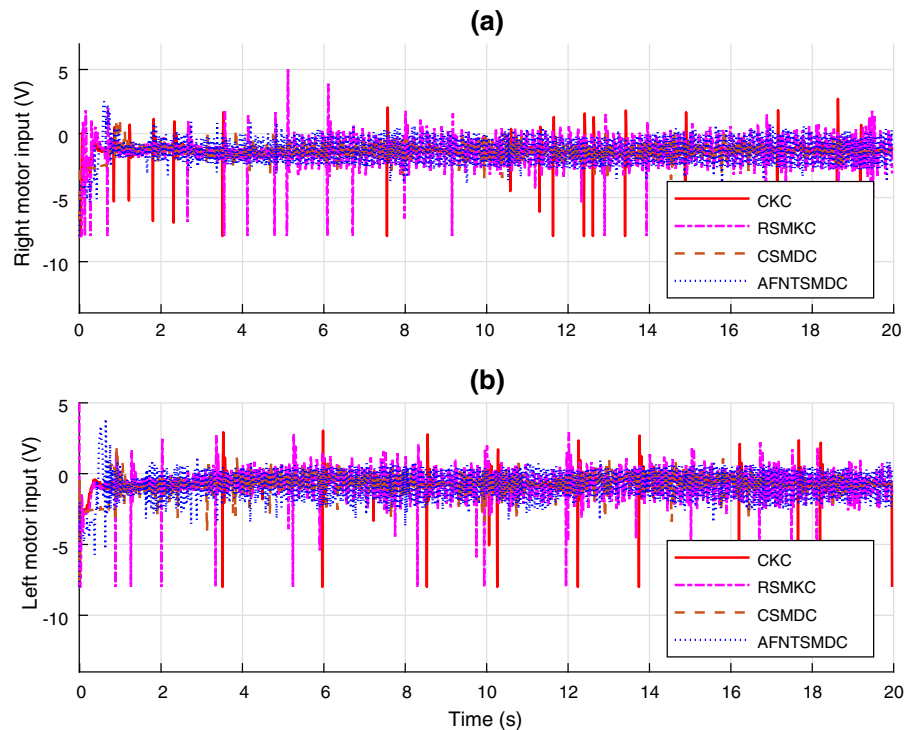 (a)
Right motor input (V)
5
0
-5
-10
0 2 4 6 8 10 12 14 16 18 20
CKC
RSMKC
CSMDC
AFNTSMDC
(b)
Left motor input (V)
5
0
-5
-10
0 2 4 6 8 10 12 14 16 18 20
Time (s)
CKC
RSMKC
CSMDC
AFNTSMDC